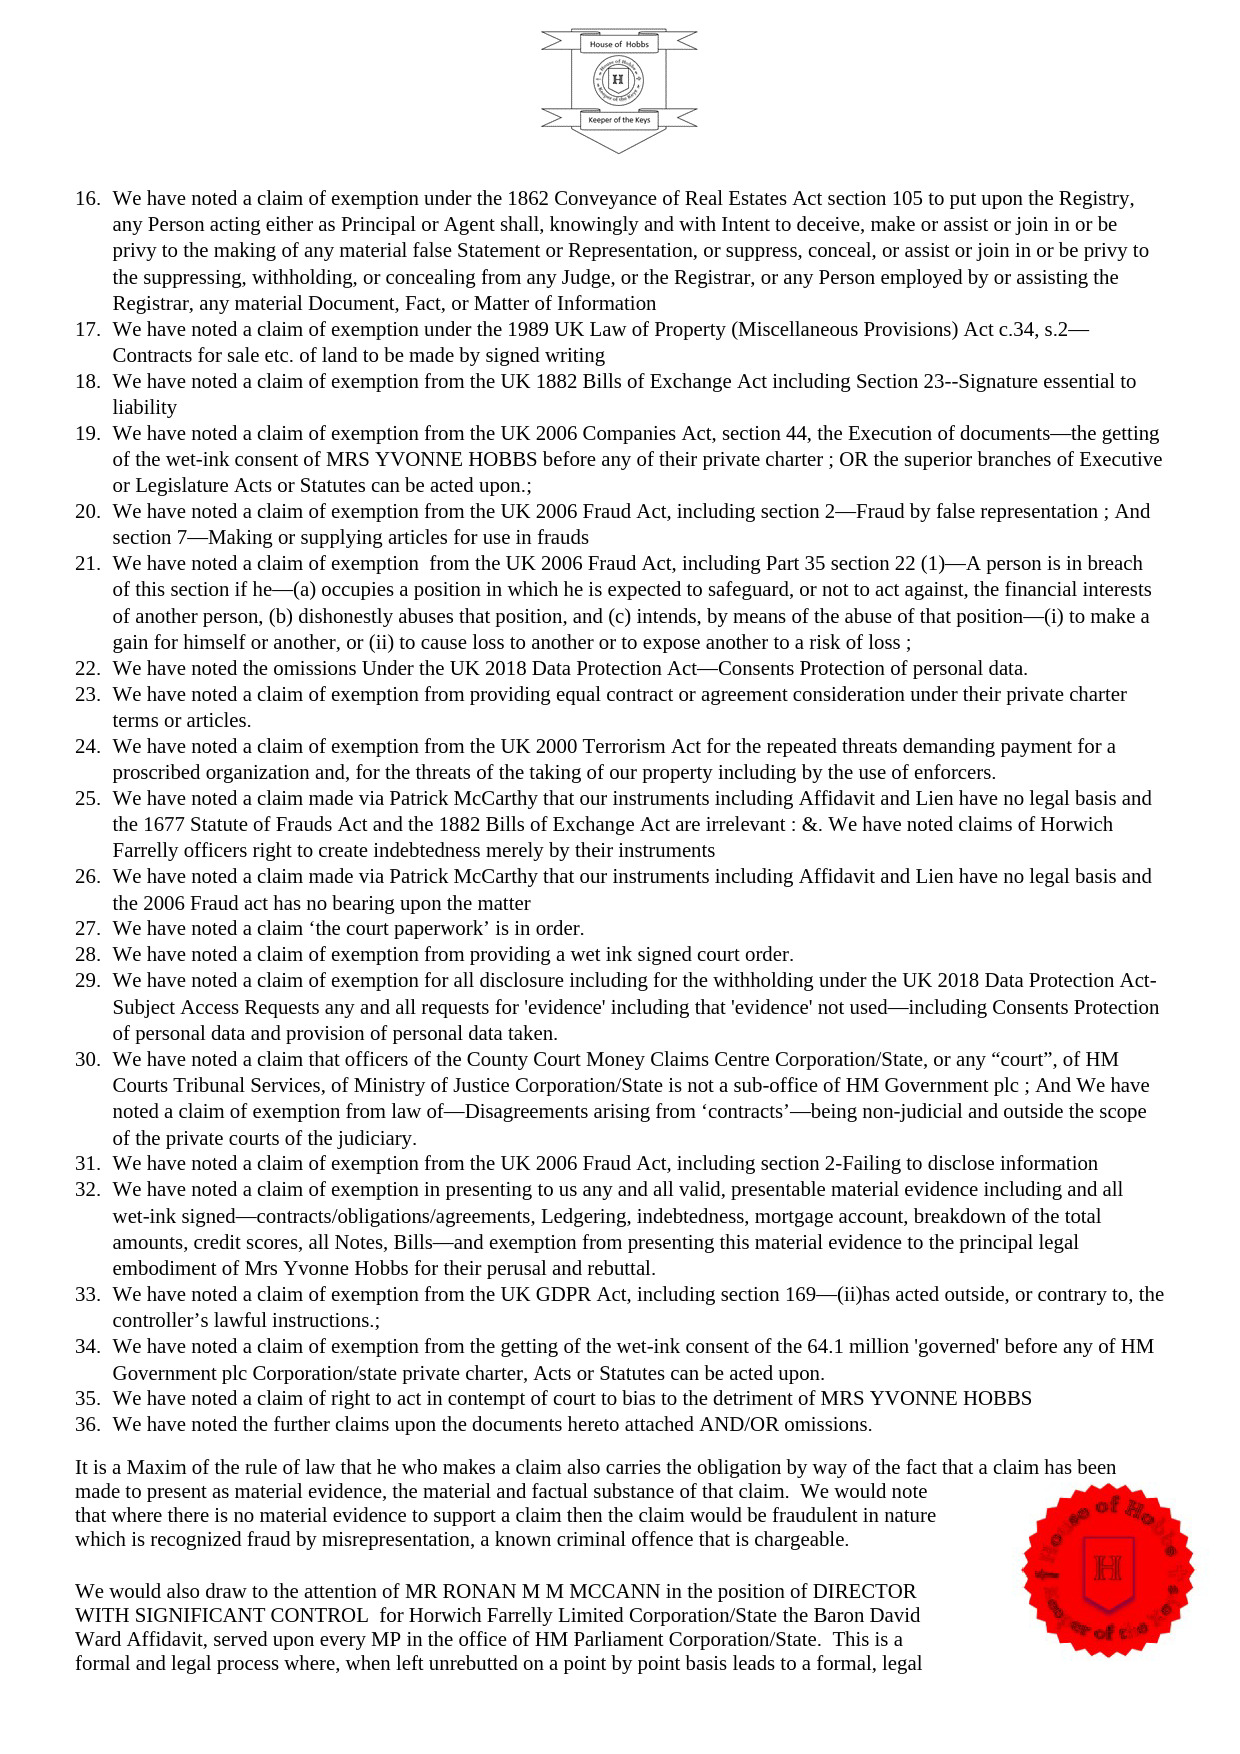 House of Hobbs
House of Hobbs
H
Keeper of the Keys
Keeper of the Keys
16. We have noted a claim of exemption under the 1862 Conveyance of Real Estates Act section 105 to put upon the Registry,
any Person acting either as Principal or Agent shall, knowingly and with Intent to deceive, make or assist or join in or be
privy to the making of any material false Statement or Representation, or suppress, conceal, or assist or join in or be privy to
the suppressing, withholding, or concealing from any Judge, or the Registrar, or any Person employed by or assisting the
Registrar, any material Document, Fact, or Matter of Information
17. We have noted a claim of exemption under the 1989 UK Law of Property (Miscellaneous Provisions) Act c.34, s.2—
Contracts for sale etc. of land to be made by signed writing
18. We have noted a claim of exemption from the UK 1882 Bills of Exchange Act including Section 23--Signature essential to
liability
19. We have noted a claim of exemption from the UK 2006 Companies Act, section 44, the Execution of documents—the getting
of the wet-ink consent of MRS YVONNE HOBBS before any of their private charter ; OR the superior branches of Executive
or Legislature Acts or Statutes can be acted upon.;
20. We have noted a claim of exemption from the UK 2006 Fraud Act, including section 2—Fraud by false representation ; And
section 7—Making or supplying articles for use in frauds
21. We have noted a claim of exemption  from the UK 2006 Fraud Act, including Part 35 section 22 (1)—A person is in breach
of this section if he—(a) occupies a position in which he is expected to safeguard, or not to act against, the financial interests
of another person, (b) dishonestly abuses that position, and (c) intends, by means of the abuse of that position—(i) to make a
gain for himself or another, or (ii) to cause loss to another or to expose another to a risk of loss ;
22. We have noted the omissions Under the UK 2018 Data Protection Act—Consents Protection of personal data.
23. We have noted a claim of exemption from providing equal contract or agreement consideration under their private charter
terms or articles.
24. We have noted a claim of exemption from the UK 2000 Terrorism Act for the repeated threats demanding payment for a
proscribed organization and, for the threats of the taking of our property including by the use of enforcers.
25. We have noted a claim made via Patrick McCarthy that our instruments including Affidavit and Lien have no legal basis and
the 1677 Statute of Frauds Act and the 1882 Bills of Exchange Act are irrelevant : &. We have noted claims of Horwich
Farrelly officers right to create indebtedness merely by their instruments
26. We have noted a claim made via Patrick McCarthy that our instruments including Affidavit and Lien have no legal basis and
the 2006 Fraud act has no bearing upon the matter
27. We have noted a claim ‘the court paperwork’ is in order.
28. We have noted a claim of exemption from providing a wet ink signed court order.
29. We have noted a claim of exemption for all disclosure including for the withholding under the UK 2018 Data Protection Act-
Subject Access Requests any and all requests for 'evidence' including that 'evidence' not used—including Consents Protection
of personal data and provision of personal data taken.
30. We have noted a claim that officers of the County Court Money Claims Centre Corporation/State, or any “court”, of HM
Courts Tribunal Services, of Ministry of Justice Corporation/State is not a sub-office of HM Government plc ; And We have
noted a claim of exemption from law of—Disagreements arising from ‘contracts’—being non-judicial and outside the scope
of the private courts of the judiciary.
31. We have noted a claim of exemption from the UK 2006 Fraud Act, including section 2-Failing to disclose information
32. We have noted a claim of exemption in presenting to us any and all valid, presentable material evidence including and all
wet-ink signed—contracts/obligations/agreements, Ledgering, indebtedness, mortgage account, breakdown of the total
amounts, credit scores, all Notes, Bills—and exemption from presenting this material evidence to the principal legal
embodiment of Mrs Yvonne Hobbs for their perusal and rebuttal.
33. We have noted a claim of exemption from the UK GDPR Act, including section 169—(ii)has acted outside, or contrary to, the
controller’s lawful instructions.;
34. We have noted a claim of exemption from the getting of the wet-ink consent of the 64.1 million 'governed' before any of HM
Government plc Corporation/state private charter, Acts or Statutes can be acted upon.
35. We have noted a claim of right to act in contempt of court to bias to the detriment of MRS YVONNE HOBBS
36. We have noted the further claims upon the documents hereto attached AND/OR omissions.
It is a Maxim of the rule of law that he who makes a claim also carries the obligation by way of the fact that a claim has been
made to present as material evidence, the material and factual substance of that claim.  We would note
that where there is no material evidence to support a claim then the claim would be fraudulent in nature
which is recognized fraud by misrepresentation, a known criminal offence that is chargeable.
We would also draw to the attention of MR RONAN M M MCCANN in the position of DIRECTOR
WITH SIGNIFICANT CONTROL  for Horwich Farrelly Limited Corporation/State the Baron David
Ward Affidavit, served upon every MP in the office of HM Parliament Corporation/State.  This is a
formal and legal process where, when left unrebutted on a point by point basis leads to a formal, legal
House of Hobbs
H
Keeper of the Keys